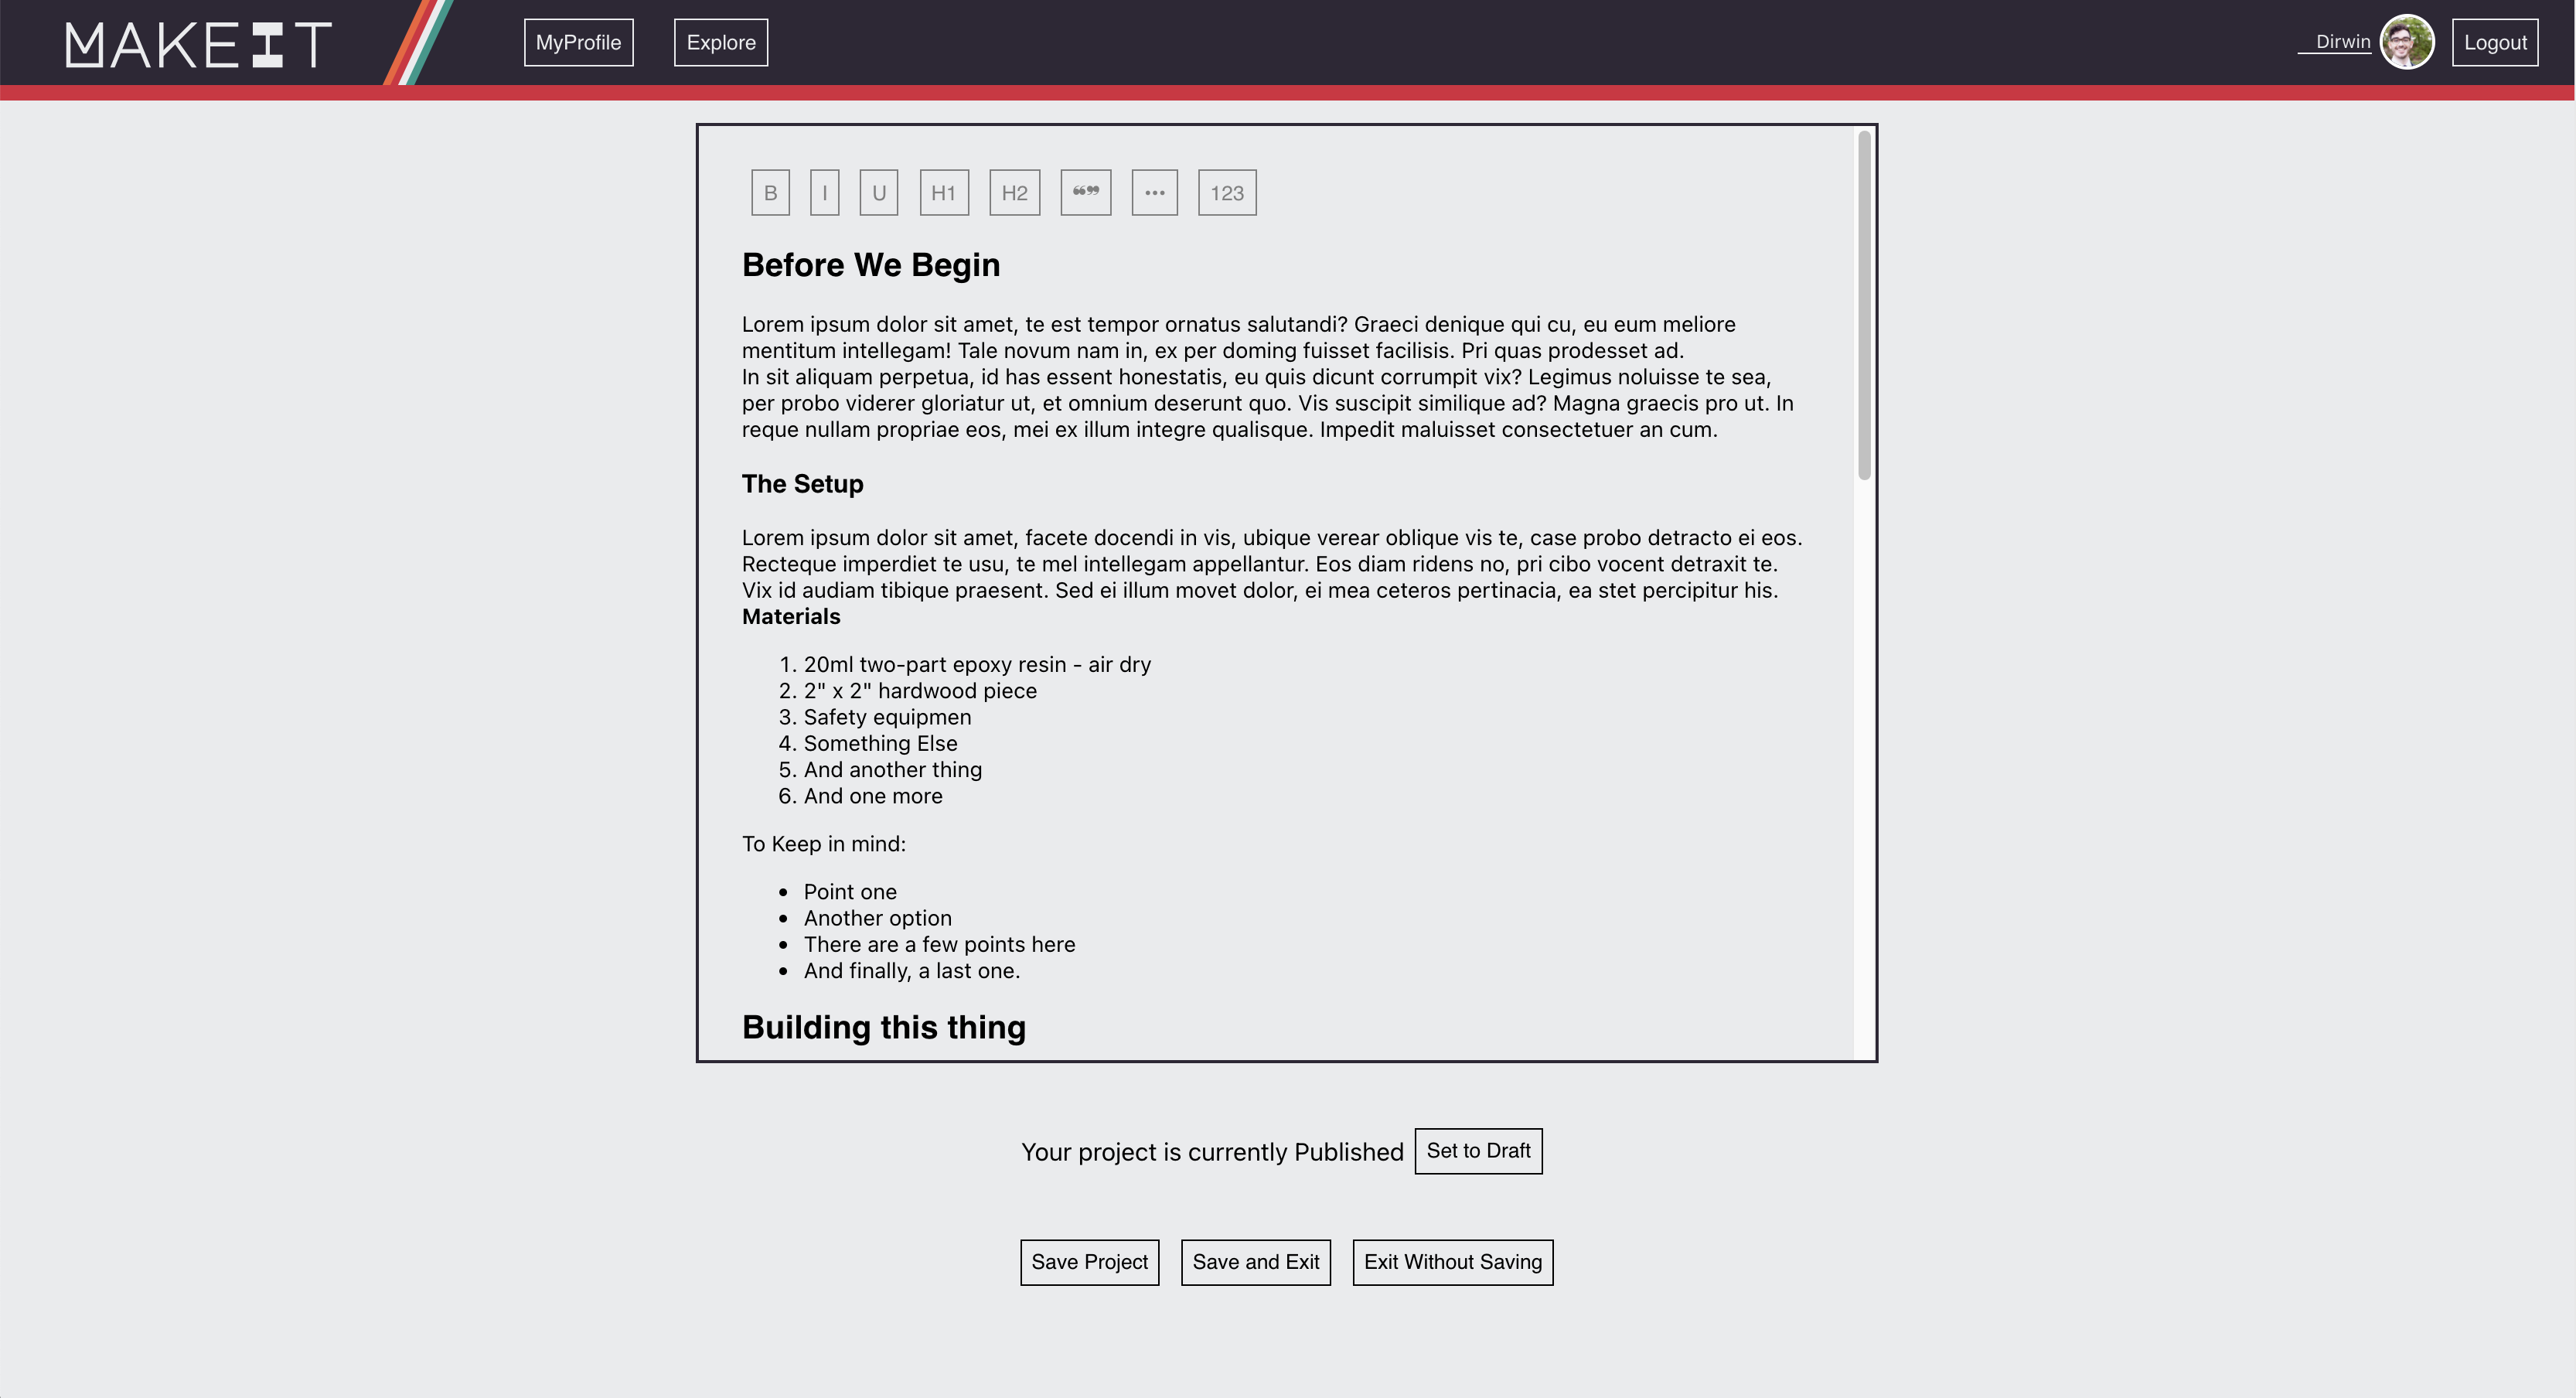 MAKEIT
MyProfile
Explore
Dirwin
Logout
B
I
U
H1
H2
❝❞
•••
123
Before We Begin
Lorem ipsum dolor sit amet, te est tempor ornatus salutandi? Graeci denique qui cu, eu eum meliore
mentitum intellegam! Tale novum nam in, ex per doming fuisset facilisis. Pri quas prodesset ad.
In sit aliquam perpetua, id has essent honestatis, eu quis dicunt corrumpit vix? Legimus noluisse te sea,
per probo viderer gloriatur ut, et omnium deserunt quo. Vis suscipit similique ad? Magna graecis pro ut. In
reque nullam propriae eos, mei ex illum integre qualisque. Impedit maluisset consectetuer an cum.
The Setup
Lorem ipsum dolor sit amet, facete docendi in vis, ubique verear oblique vis te, case probo detracto ei eos.
Recteque imperdiet te usu, te mel intellegam appellantur. Eos diam ridens no, pri cibo vocent detraxit te.
Vix id audiam tibique praesent. Sed ei illum movet dolor, ei mea ceteros pertinacia, ea stet percipitur his.
Materials
1. 20ml two-part epoxy resin - air dry
2. 2" x 2" hardwood piece
3. Safety equipmen
4. Something Else
5. And another thing
6. And one more
To Keep in mind:
• Point one
• Another option
• There are a few points here
• And finally, a last one.
Building this thing
Your project is currently Published
Set to Draft
Save Project
Save and Exit
Exit Without Saving